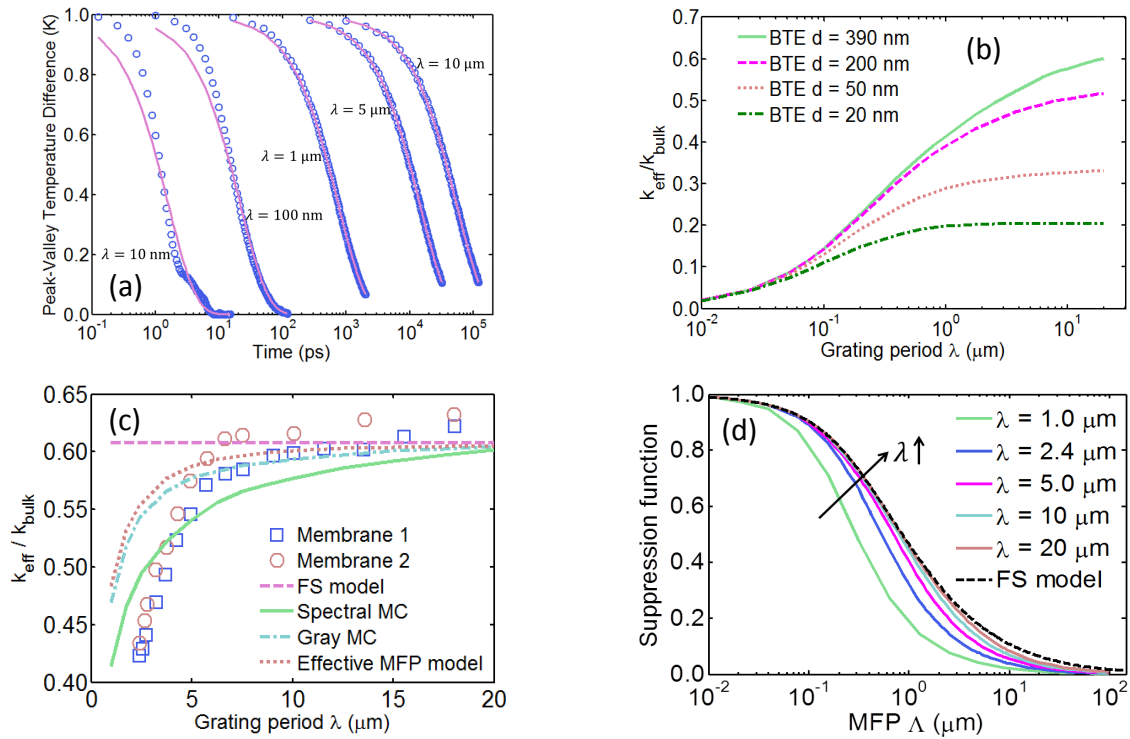 Peak-Valley Temperature Difference (K)
1.0
0.8
0.6
0.4
0.2
0.0
λ = 10 μm
λ = 5 μm
λ = 1 μm
λ = 100 nm
λ = 10 nm
(a)
10⁻¹ 10⁰ 10¹ 10² 10³ 10⁴ 10⁵
Time (ps)
k_eff/k_bulk
0.7
0.6
0.5
0.4
0.3
0.2
0.1
0.0
BTE d = 390 nm
BTE d = 200 nm
BTE d = 50 nm
BTE d = 20 nm
(b)
10⁻² 10⁻¹ 10⁰ 10¹
Grating period λ (μm)
k_eff / k_bulk
0.65
0.60
0.55
0.50
0.45
0.40
(c)
Membrane 1
Membrane 2
FS model
Spectral MC
Gray MC
Effective MFP model
0 5 10 15 20
Grating period λ (μm)
Suppression function
1.0
0.8
0.6
0.4
0.2
0.0
(d)
λ↑
λ = 1.0 μm
λ = 2.4 μm
λ = 5.0 μm
λ = 10 μm
λ = 20 μm
FS model
10⁻² 10⁻¹ 10⁰ 10¹ 10²
MFP Λ (μm)